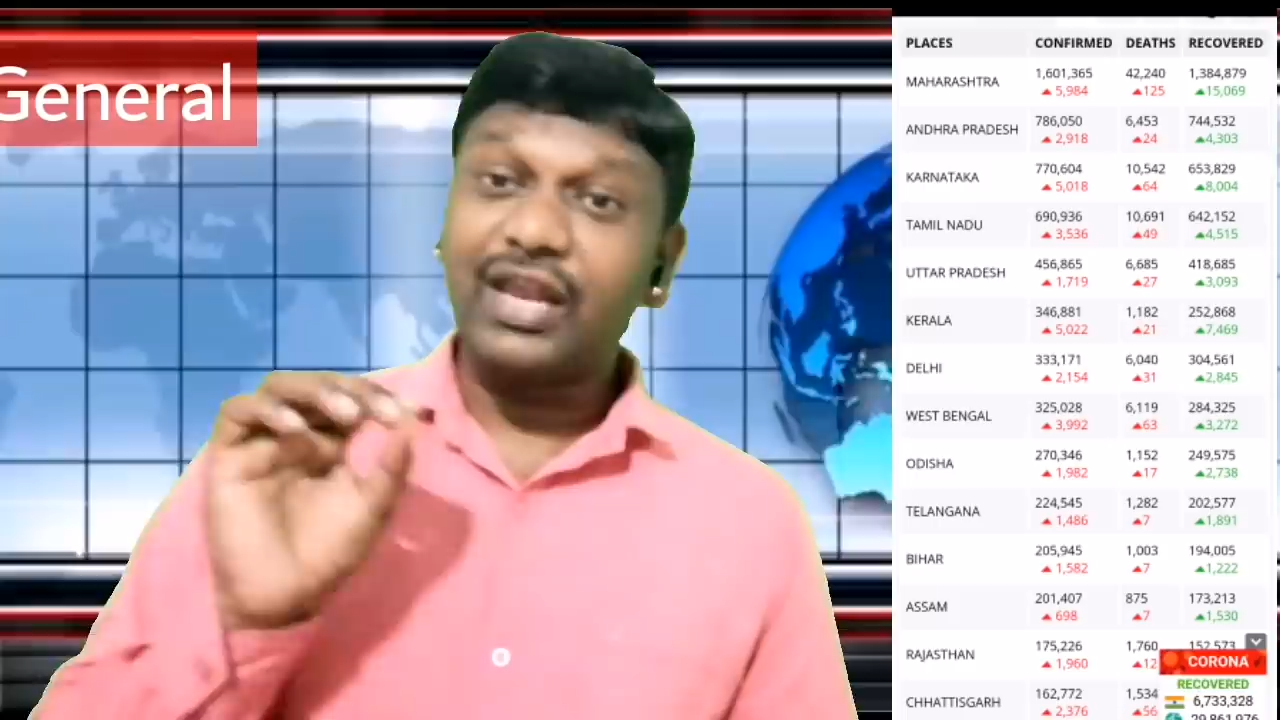 General
PLACES CONFIRMED DEATHS RECOVERED
MAHARASHTRA 1,601,365 42,240 1,384,879
▲ 5,984 ▲125 ▲15,069
ANDHRA PRADESH 786,050 6,453 744,532
▲ 2,918 ▲24 ▲4,303
KARNATAKA 770,604 10,542 653,829
▲ 5,018 ▲64 ▲8,004
TAMIL NADU 690,936 10,691 642,152
▲ 3,536 ▲49 ▲4,515
UTTAR PRADESH 456,865 6,685 418,685
▲ 1,719 ▲27 ▲3,093
KERALA 346,881 1,182 252,868
▲ 5,022 ▲21 ▲7,469
DELHI 333,171 6,040 304,561
▲ 2,154 ▲31 ▲2,845
WEST BENGAL 325,028 6,119 284,325
▲ 3,992 ▲63 ▲3,272
ODISHA 270,346 1,152 249,575
▲ 1,982 ▲17 ▲2,738
TELANGANA 224,545 1,282 202,577
▲ 1,486 ▲7 ▲1,891
BIHAR 205,945 1,003 194,005
▲ 1,582 ▲7 ▲1,222
ASSAM 201,407 875 173,213
▲ 698 ▲7 ▲1,530
RAJASTHAN 175,226 1,760 152,573
▲ 1,960 ▲12
CHHATTISGARH 162,772 1,534
▲ 2,376 ▲56
CORONA
RECOVERED
6,733,328
29,861,976